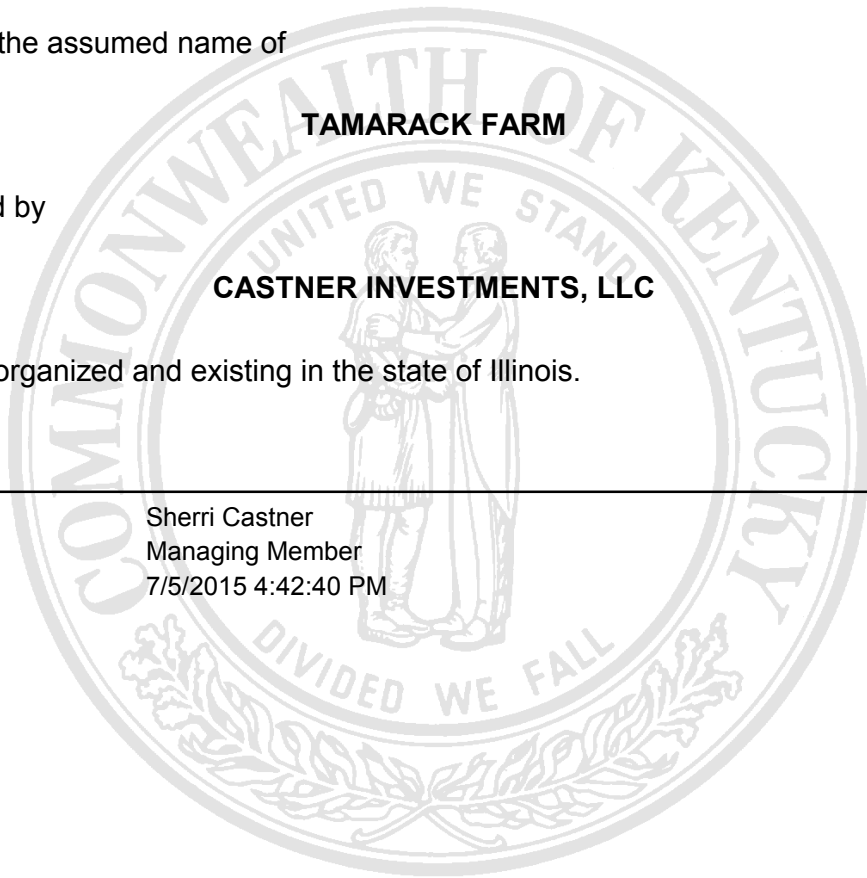 the assumed name of
TAMARACK FARM
d by
CASTNER INVESTMENTS, LLC
organized and existing in the state of Illinois.
Sherri Castner
Managing Member
7/5/2015 4:42:40 PM
COMMONWEALTH OF KENTUCKY
UNITED WE STAND
DIVIDED WE FALL